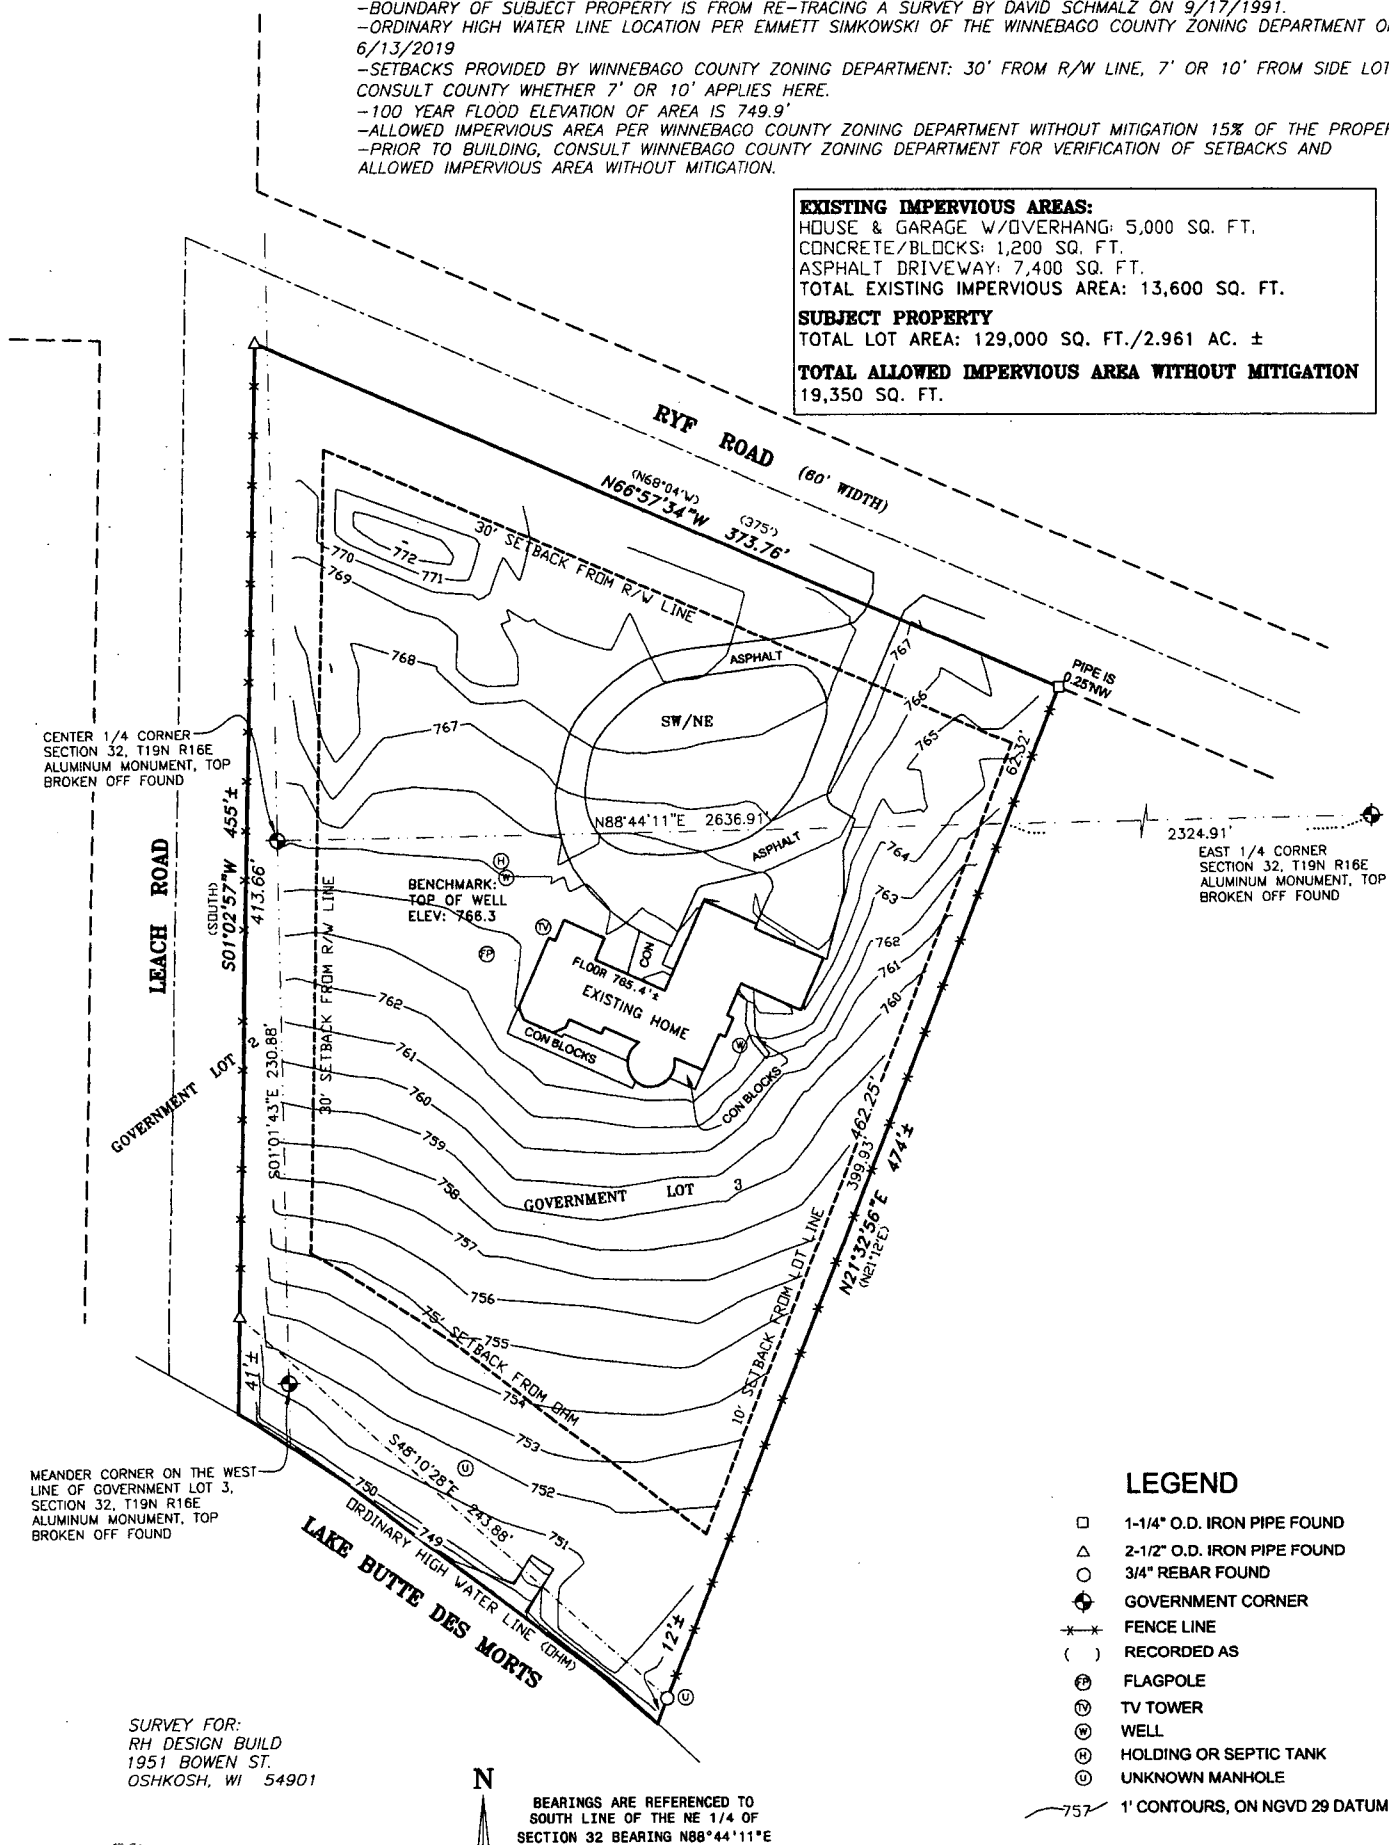 -BOUNDARY OF SUBJECT PROPERTY IS FROM RE-TRACING A SURVEY BY DAVID SCHMALZ ON 9/17/1991.
-ORDINARY HIGH WATER LINE LOCATION PER EMMETT SIMKOWSKI OF THE WINNEBAGO COUNTY ZONING DEPARTMENT
6/13/2019
-SETBACKS PROVIDED BY WINNEBAGO COUNTY ZONING DEPARTMENT: 30' FROM R/W LINE, 7' OR 10' FROM SIDE LOT
CONSULT COUNTY WHETHER 7' OR 10' APPLIES HERE.
-100 YEAR FLOOD ELEVATION OF AREA IS 749.9'
-ALLOWED IMPERVIOUS AREA PER WINNEBAGO COUNTY ZONING DEPARTMENT WITHOUT MITIGATION 15% OF THE
-PRIOR TO BUILDING, CONSULT WINNEBAGO COUNTY ZONING DEPARTMENT FOR VERIFICATION OF SETBACKS AND
ALLOWED IMPERVIOUS AREA WITHOUT MITIGATION.
EXISTING IMPERVIOUS AREAS:
HOUSE & GARAGE W/OVERHANG: 5,000 SQ. FT.
CONCRETE/BLOCKS: 1,200 SQ. FT.
ASPHALT DRIVEWAY: 7,400 SQ. FT.
TOTAL EXISTING IMPERVIOUS AREA: 13,600 SQ. FT.
SUBJECT PROPERTY
TOTAL LOT AREA: 129,000 SQ. FT./2.961 AC. ±
TOTAL ALLOWED IMPERVIOUS AREA WITHOUT MITIGATION
19,350 SQ. FT.
RYF ROAD (60' WIDTH)
(N68°04'W) (375')
N66°57'34"W 373.76'
30' SETBACK FROM R/W LINE
770
772
771
769
768
767
ASPHALT
SW/NE
767
766
765
PIPE IS
0.25'NW
62.32'
CENTER 1/4 CORNER
SECTION 32, T19N R16E
ALUMINUM MONUMENT, TOP
BROKEN OFF FOUND
N88°44'11"E 2636.91'
2324.91'
EAST 1/4 CORNER
SECTION 32, T19N R16E
ALUMINUM MONUMENT, TOP
BROKEN OFF FOUND
ASPHALT
764
763
762
761
760
LEACH ROAD
(SOUTH)
S01°02'57"W 455'±
413.66'
30' SETBACK FROM R/W LINE
H
W
BENCHMARK:
TOP OF WELL
ELEV: 766.3
TV
FP
CON
FLOOR 765.4'±
EXISTING HOME
CON BLOCKS
W
CON BLOCKS
762
761
760
759
758
757
756
755
754
753
752
751
750
749
GOVERNMENT LOT 2
S01°01'43"E 230.88'
GOVERNMENT LOT 3
462.25'
399.93'
N21°32'56"E 474'±
(N21°12'E)
10' SETBACK FROM LOT LINE
75' SETBACK FROM OHM
41'±
MEANDER CORNER ON THE WEST
LINE OF GOVERNMENT LOT 3,
SECTION 32, T19N R16E
ALUMINUM MONUMENT, TOP
BROKEN OFF FOUND
S48°10'28"E 243.88'
U
ORDINARY HIGH WATER LINE (OHM)
LAKE BUTTE DES MORTS
12'±
U
LEGEND
1-1/4" O.D. IRON PIPE FOUND
2-1/2" O.D. IRON PIPE FOUND
3/4" REBAR FOUND
GOVERNMENT CORNER
FENCE LINE
( ) RECORDED AS
FP FLAGPOLE
TV TV TOWER
W WELL
H HOLDING OR SEPTIC TANK
U UNKNOWN MANHOLE
757 1' CONTOURS, ON NGVD 29 DATUM
SURVEY FOR:
RH DESIGN BUILD
1951 BOWEN ST.
OSHKOSH, WI 54901
N
BEARINGS ARE REFERENCED TO
SOUTH LINE OF THE NE 1/4 OF
SECTION 32 BEARING N88°44'11"E